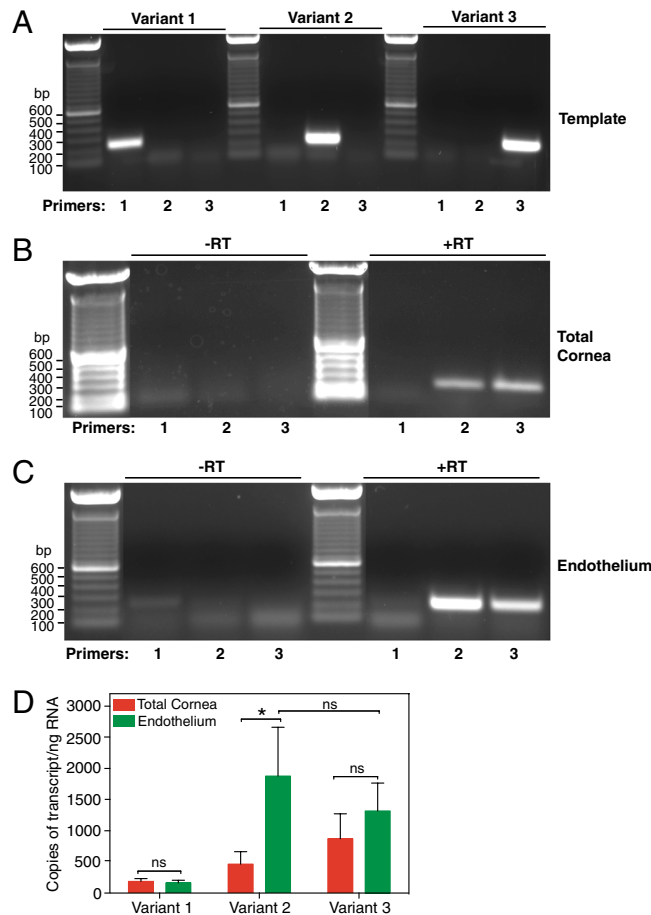 A
Variant 1 Variant 2 Variant 3
bp
600
500
400
300
200
100
Template
Primers: 1 2 3 1 2 3 1 2 3
B
-RT +RT
bp
600
500
400
300
200
100
Total
Cornea
Primers: 1 2 3 1 2 3
C
-RT +RT
bp
600
500
400
300
200
100
Endothelium
Primers: 1 2 3 1 2 3
D
Copies of transcript/ng RNA
3000
2500
2000
1500
1000
500
0
Total Cornea
Endothelium
* ns
ns
ns
Variant 1 Variant 2 Variant 3